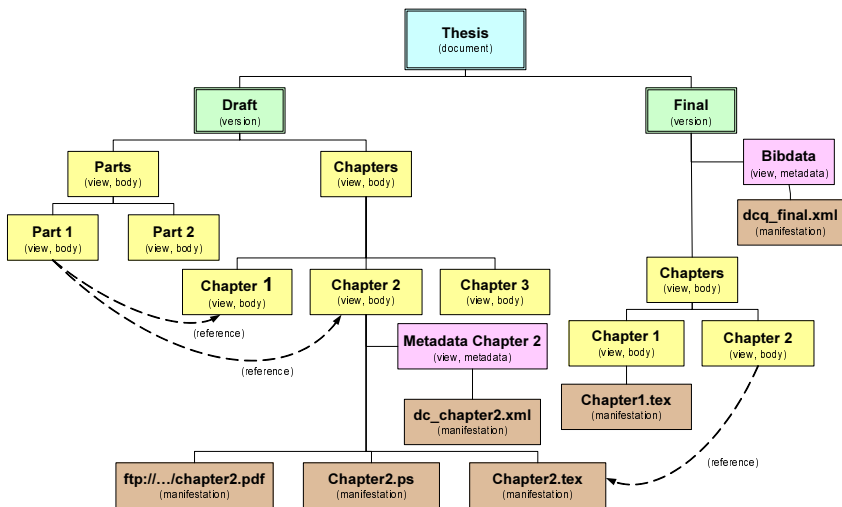 Thesis
(document)
Draft
(version)
Final
(version)
Parts
(view, body)
Chapters
(view, body)
Bibdata
(view, metadata)
dcq_final.xml
(manifestation)
Part 1
(view, body)
Part 2
(view, body)
Chapter 1
(view, body)
Chapter 2
(view, body)
Chapter 3
(view, body)
Chapters
(view, body)
(reference)
(reference)
Metadata Chapter 2
(view, metadata)
Chapter 1
(view, body)
Chapter 2
(view, body)
dc_chapter2.xml
(manifestation)
Chapter1.tex
(manifestation)
ftp://…/chapter2.pdf
(manifestation)
Chapter2.ps
(manifestation)
Chapter2.tex
(manifestation)
(reference)